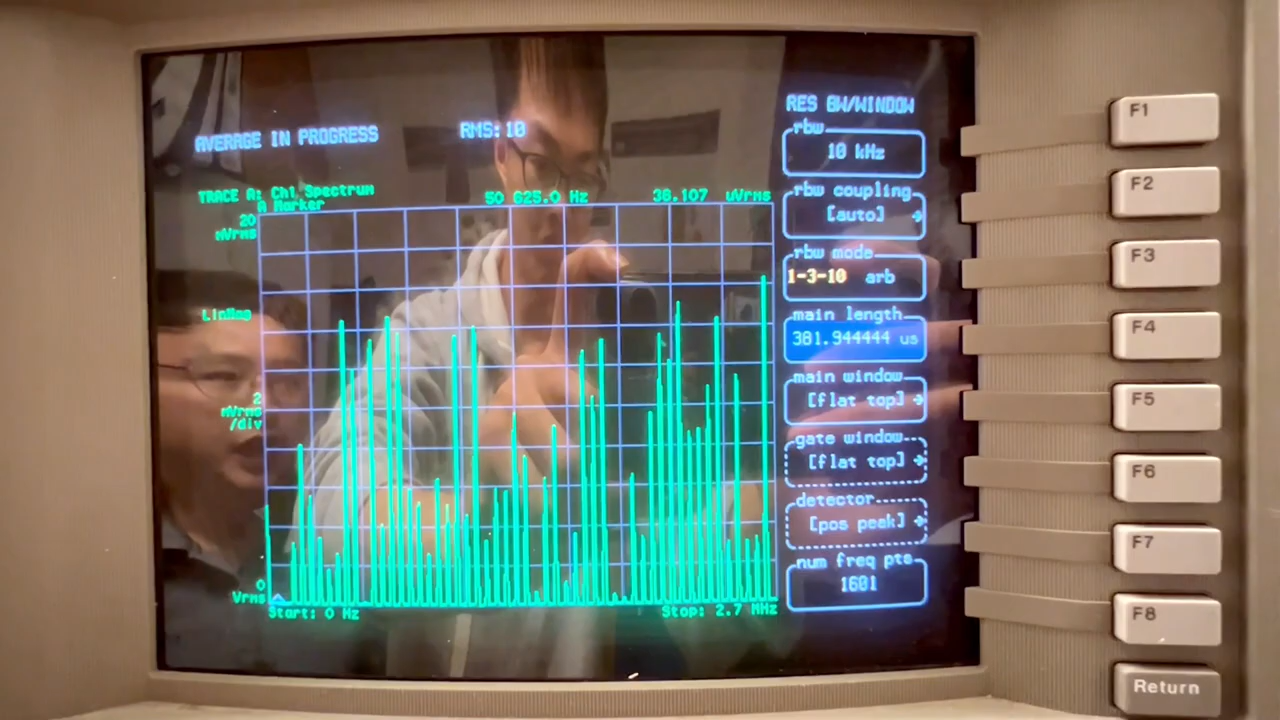 RES BW/WINDOW
AVERAGE IN PROGRESS
RMS:10
rbw
10 kHz
TRACE A: Ch1 Spectrum
A Marker
50 625.0 Hz
38.107 uVrms
rbw coupling
[auto]
20
mVrms
rbw mode
1-3-10 arb
LinMag
main length
381.944444 us
2
mVrms
/div
main window
[flat top]
gate window
[flat top]
detector
[pos peak]
num freq pts
1601
0
Vrms
Start: 0 Hz
Stop: 2.7 MHz
F1
F2
F3
F4
F5
F6
F7
F8
Return